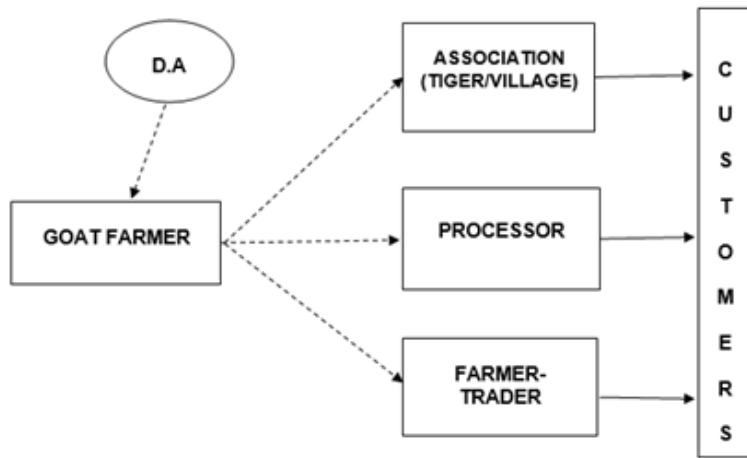 D.A
GOAT FARMER
ASSOCIATION
(TIGER/VILLAGE)
PROCESSOR
FARMER-
TRADER
C
U
S
T
O
M
E
R
S